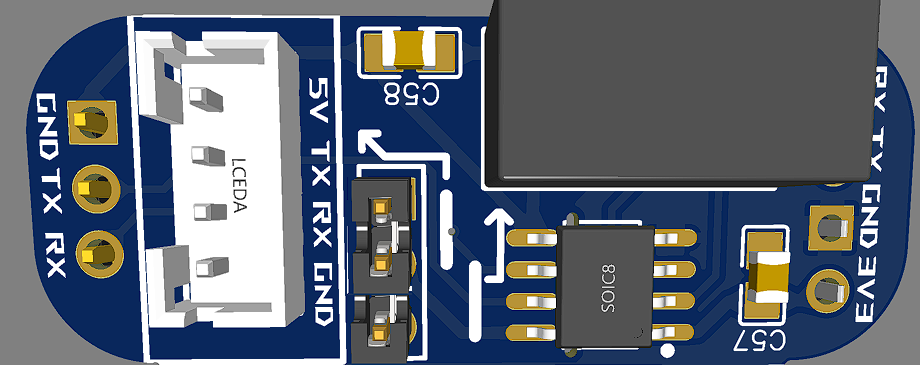 GND TX RX
LCEDA
5V TX RX GND
C58
SOIC8
C57
RX TX GND 3V3